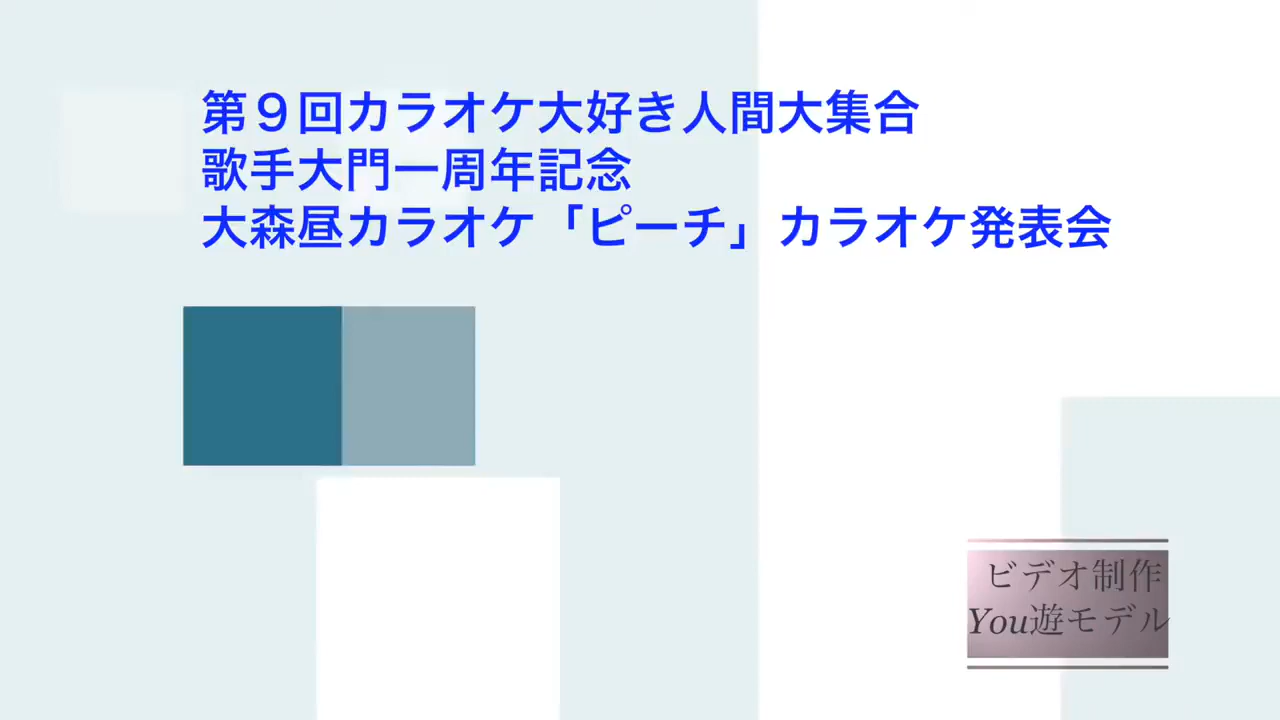 第９回カラオケ大好き人間大集合
歌手大門一周年記念
大森昼カラオケ「ピーチ」カラオケ発表会
ビデオ制作
You遊モデル